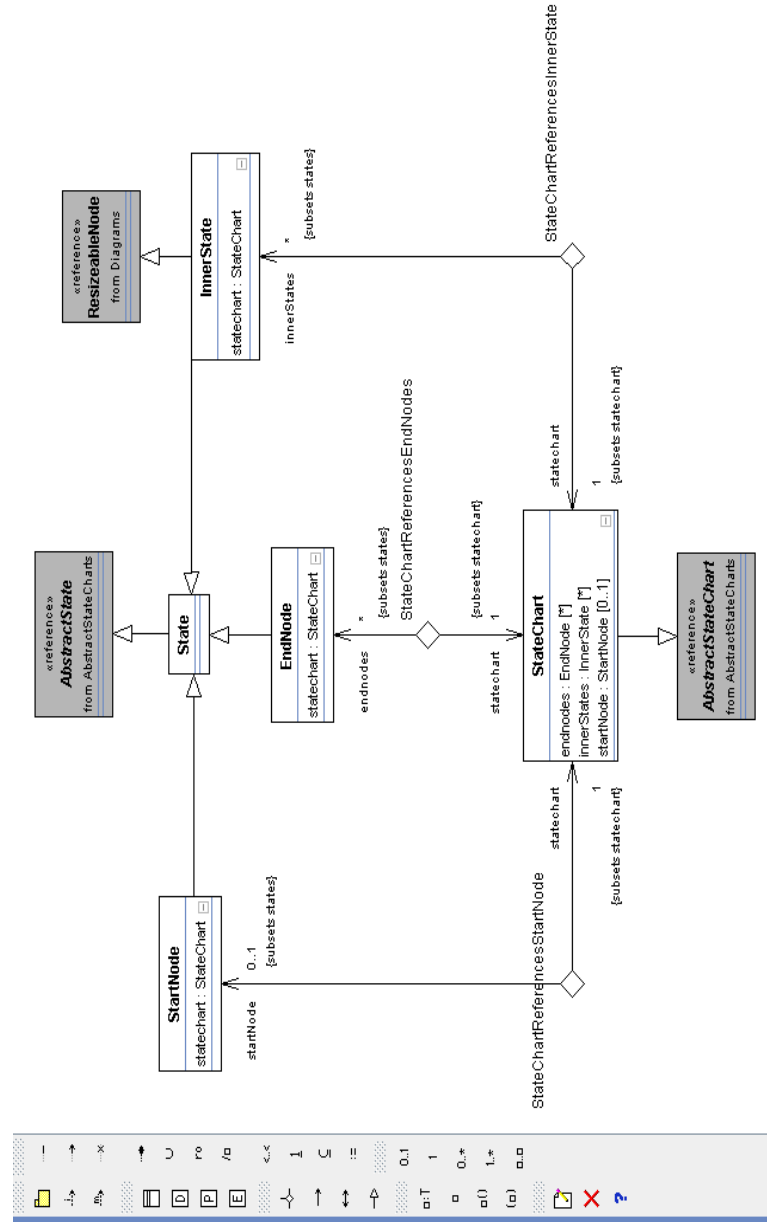 «reference»
AbstractState
from AbstractStateCharts
«reference»
ResizeableNode
from Diagrams
StartNode
statechart : StateChart
State
InnerState
statechart : StateChart
startNode
0..1
{subsets states}
EndNode
statechart : StateChart
innerStates
*
{subsets states}
endnodes
*
{subsets states}
StateChartReferencesEndNodes
statechart
1
{subsets statechart}
StateChartReferencesStartNode
statechart
1
{subsets statechart}
StateChart
endnodes : EndNode [*]
innerStates : InnerState [*]
startNode : StartNode [0..1]
statechart
1
{subsets statechart}
StateChartReferencesInnerState
«reference»
AbstractStateChart
from AbstractStateCharts
D
P
E
ro
/□
<..<
1
⊆
:=
□:T
□
□()
(□)
0..1
1
0..*
1..*
□..□
?